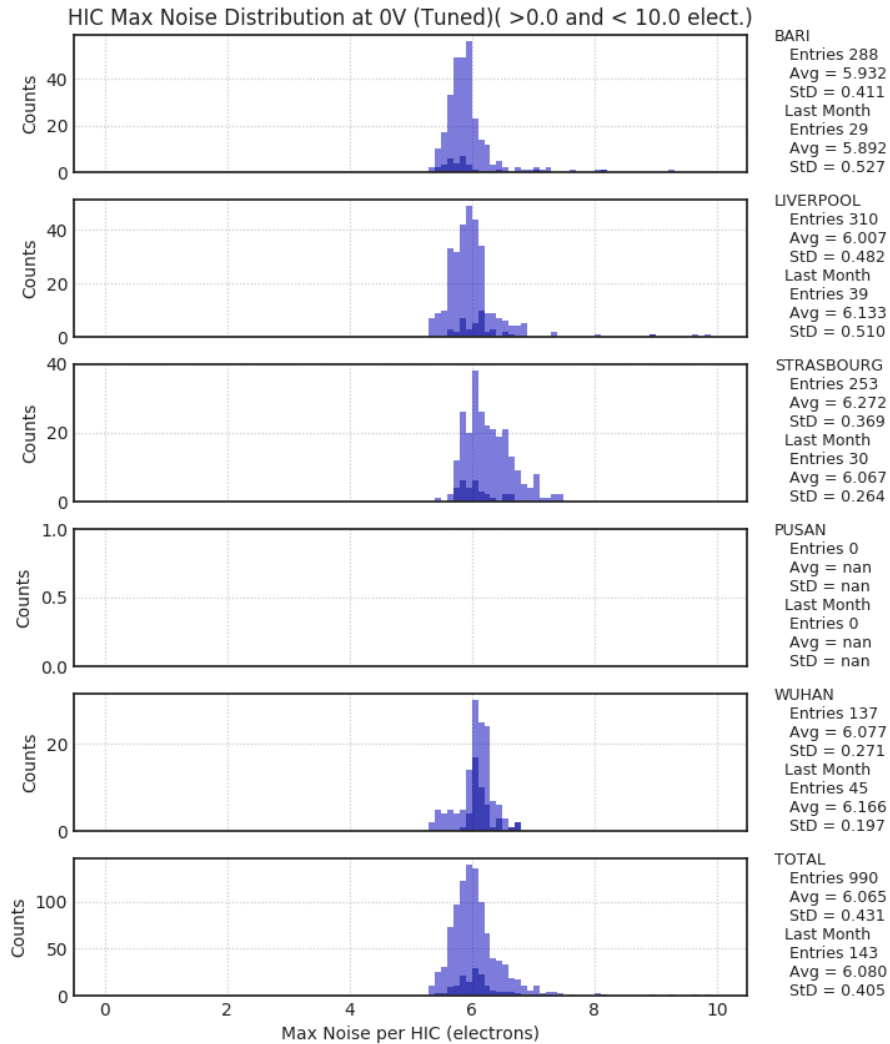 HIC Max Noise Distribution at 0V (Tuned)( >0.0 and < 10.0 elect.)
Counts
40
20
0
BARI
Entries 288
Avg = 5.932
StD = 0.411
Last Month
Entries 29
Avg = 5.892
StD = 0.527
Counts
40
20
0
LIVERPOOL
Entries 310
Avg = 6.007
StD = 0.482
Last Month
Entries 39
Avg = 6.133
StD = 0.510
Counts
40
20
0
STRASBOURG
Entries 253
Avg = 6.272
StD = 0.369
Last Month
Entries 30
Avg = 6.067
StD = 0.264
Counts
1.0
0.5
0.0
PUSAN
Entries 0
Avg = nan
StD = nan
Last Month
Entries 0
Avg = nan
StD = nan
Counts
20
0
WUHAN
Entries 137
Avg = 6.077
StD = 0.271
Last Month
Entries 45
Avg = 6.166
StD = 0.197
Counts
100
50
0
TOTAL
Entries 990
Avg = 6.065
StD = 0.431
Last Month
Entries 143
Avg = 6.080
StD = 0.405
0 2 4 6 8 10
Max Noise per HIC (electrons)